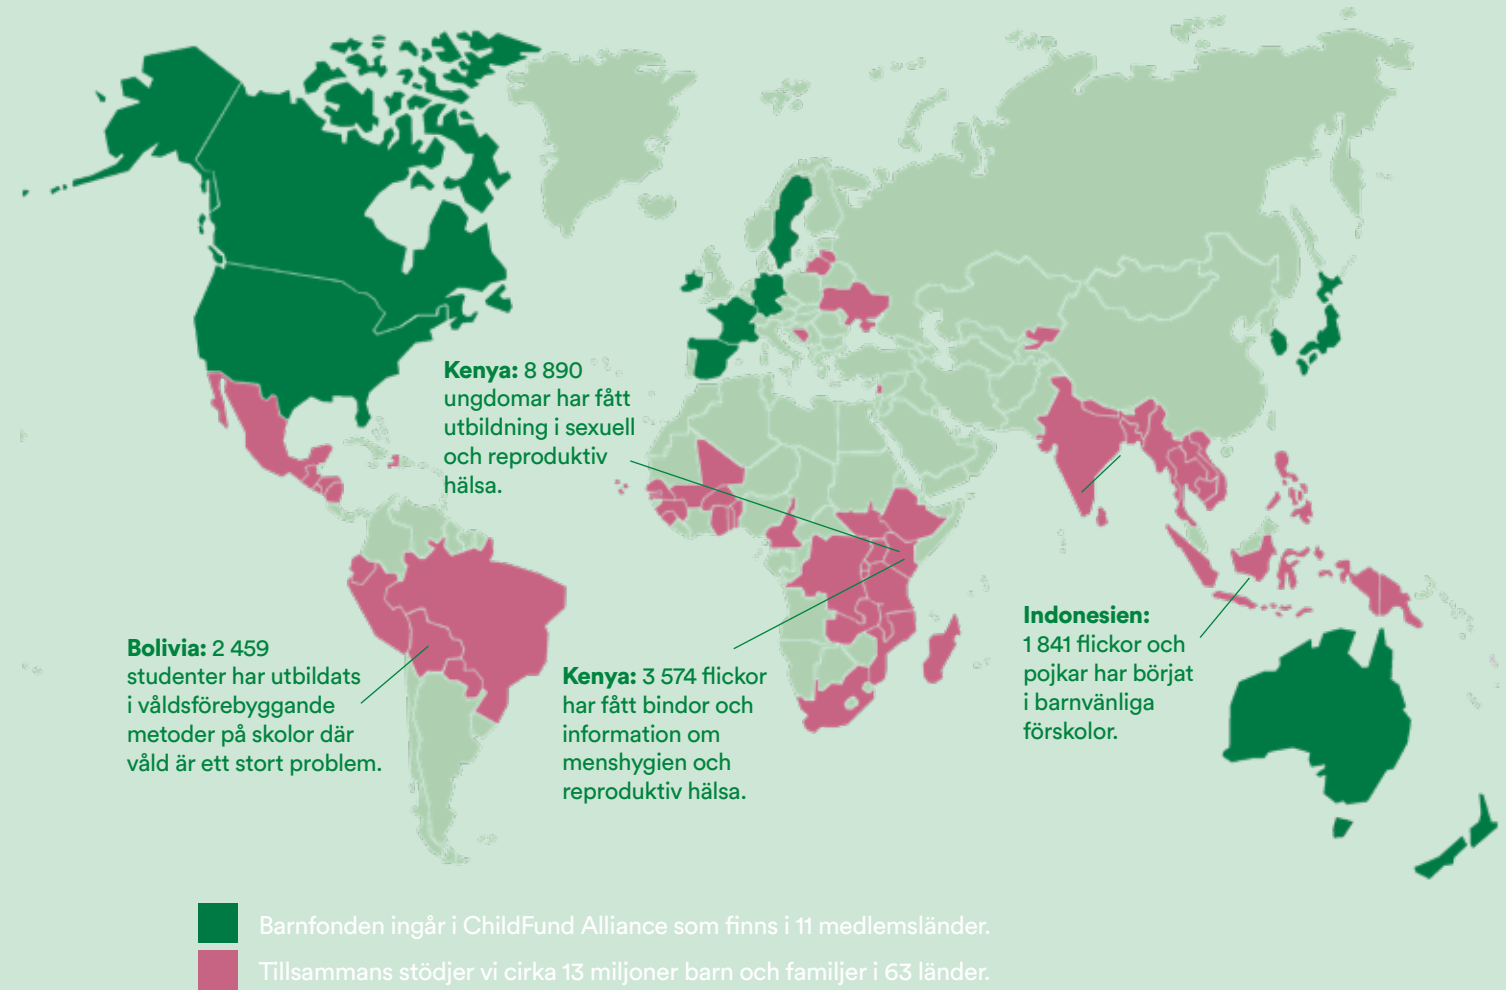 Kenya: 8 890
ungdomar har fått
utbildning i sexuell
och reproduktiv
hälsa.
Bolivia: 2 459
studenter har utbildats
i våldsförebyggande
metoder på skolor där
våld är ett stort problem.
Kenya: 3 574 flickor
har fått bindor och
information om
menshygien och
reproduktiv hälsa.
Indonesien:
1 841 flickor och
pojkar har börjat
i barnvänliga
förskolor.
Barnfonden ingår i ChildFund Alliance som finns i 11 medlemsländer.
Tillsammans stödjer vi cirka 13 miljoner barn och familjer i 63 länder.